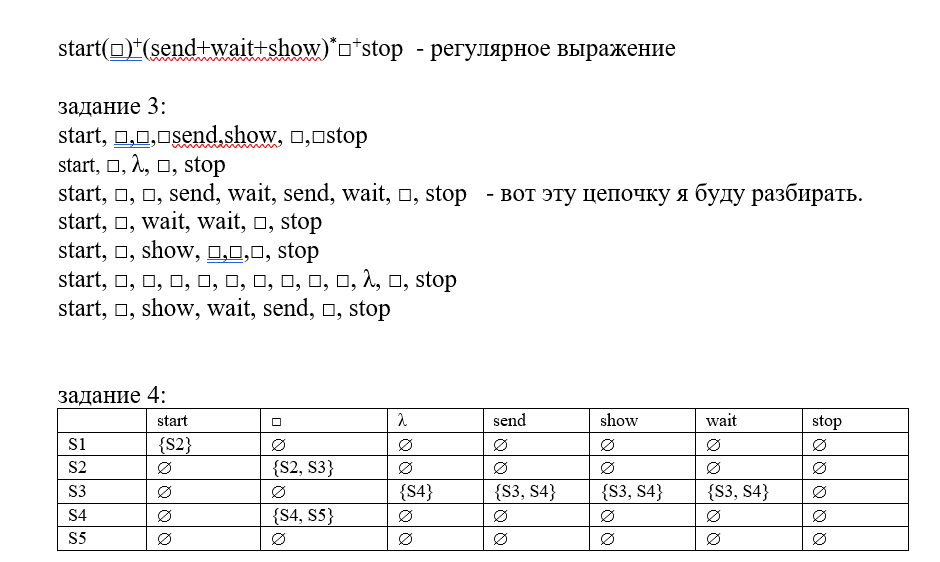 start(□)⁺(send+wait+show)*□⁺stop - регулярное выражение
задание 3:
start, □,□,□send,show, □,□stop
start, □, λ, □, stop
start, □, □, send, wait, send, wait, □, stop - вот эту цепочку я буду разбирать.
start, □, wait, wait, □, stop
start, □, show, □,□,□, stop
start, □, □, □, □, □, □, □, □, □, λ, □, stop
start, □, show, wait, send, □, stop
задание 4:
start □ λ send show wait stop
S1 {S2} ∅ ∅ ∅ ∅ ∅ ∅
S2 ∅ {S2, S3} ∅ ∅ ∅ ∅ ∅
S3 ∅ ∅ {S4} {S3, S4} {S3, S4} {S3, S4} ∅
S4 ∅ {S4, S5} ∅ ∅ ∅ ∅ ∅
S5 ∅ ∅ ∅ ∅ ∅ ∅ ∅